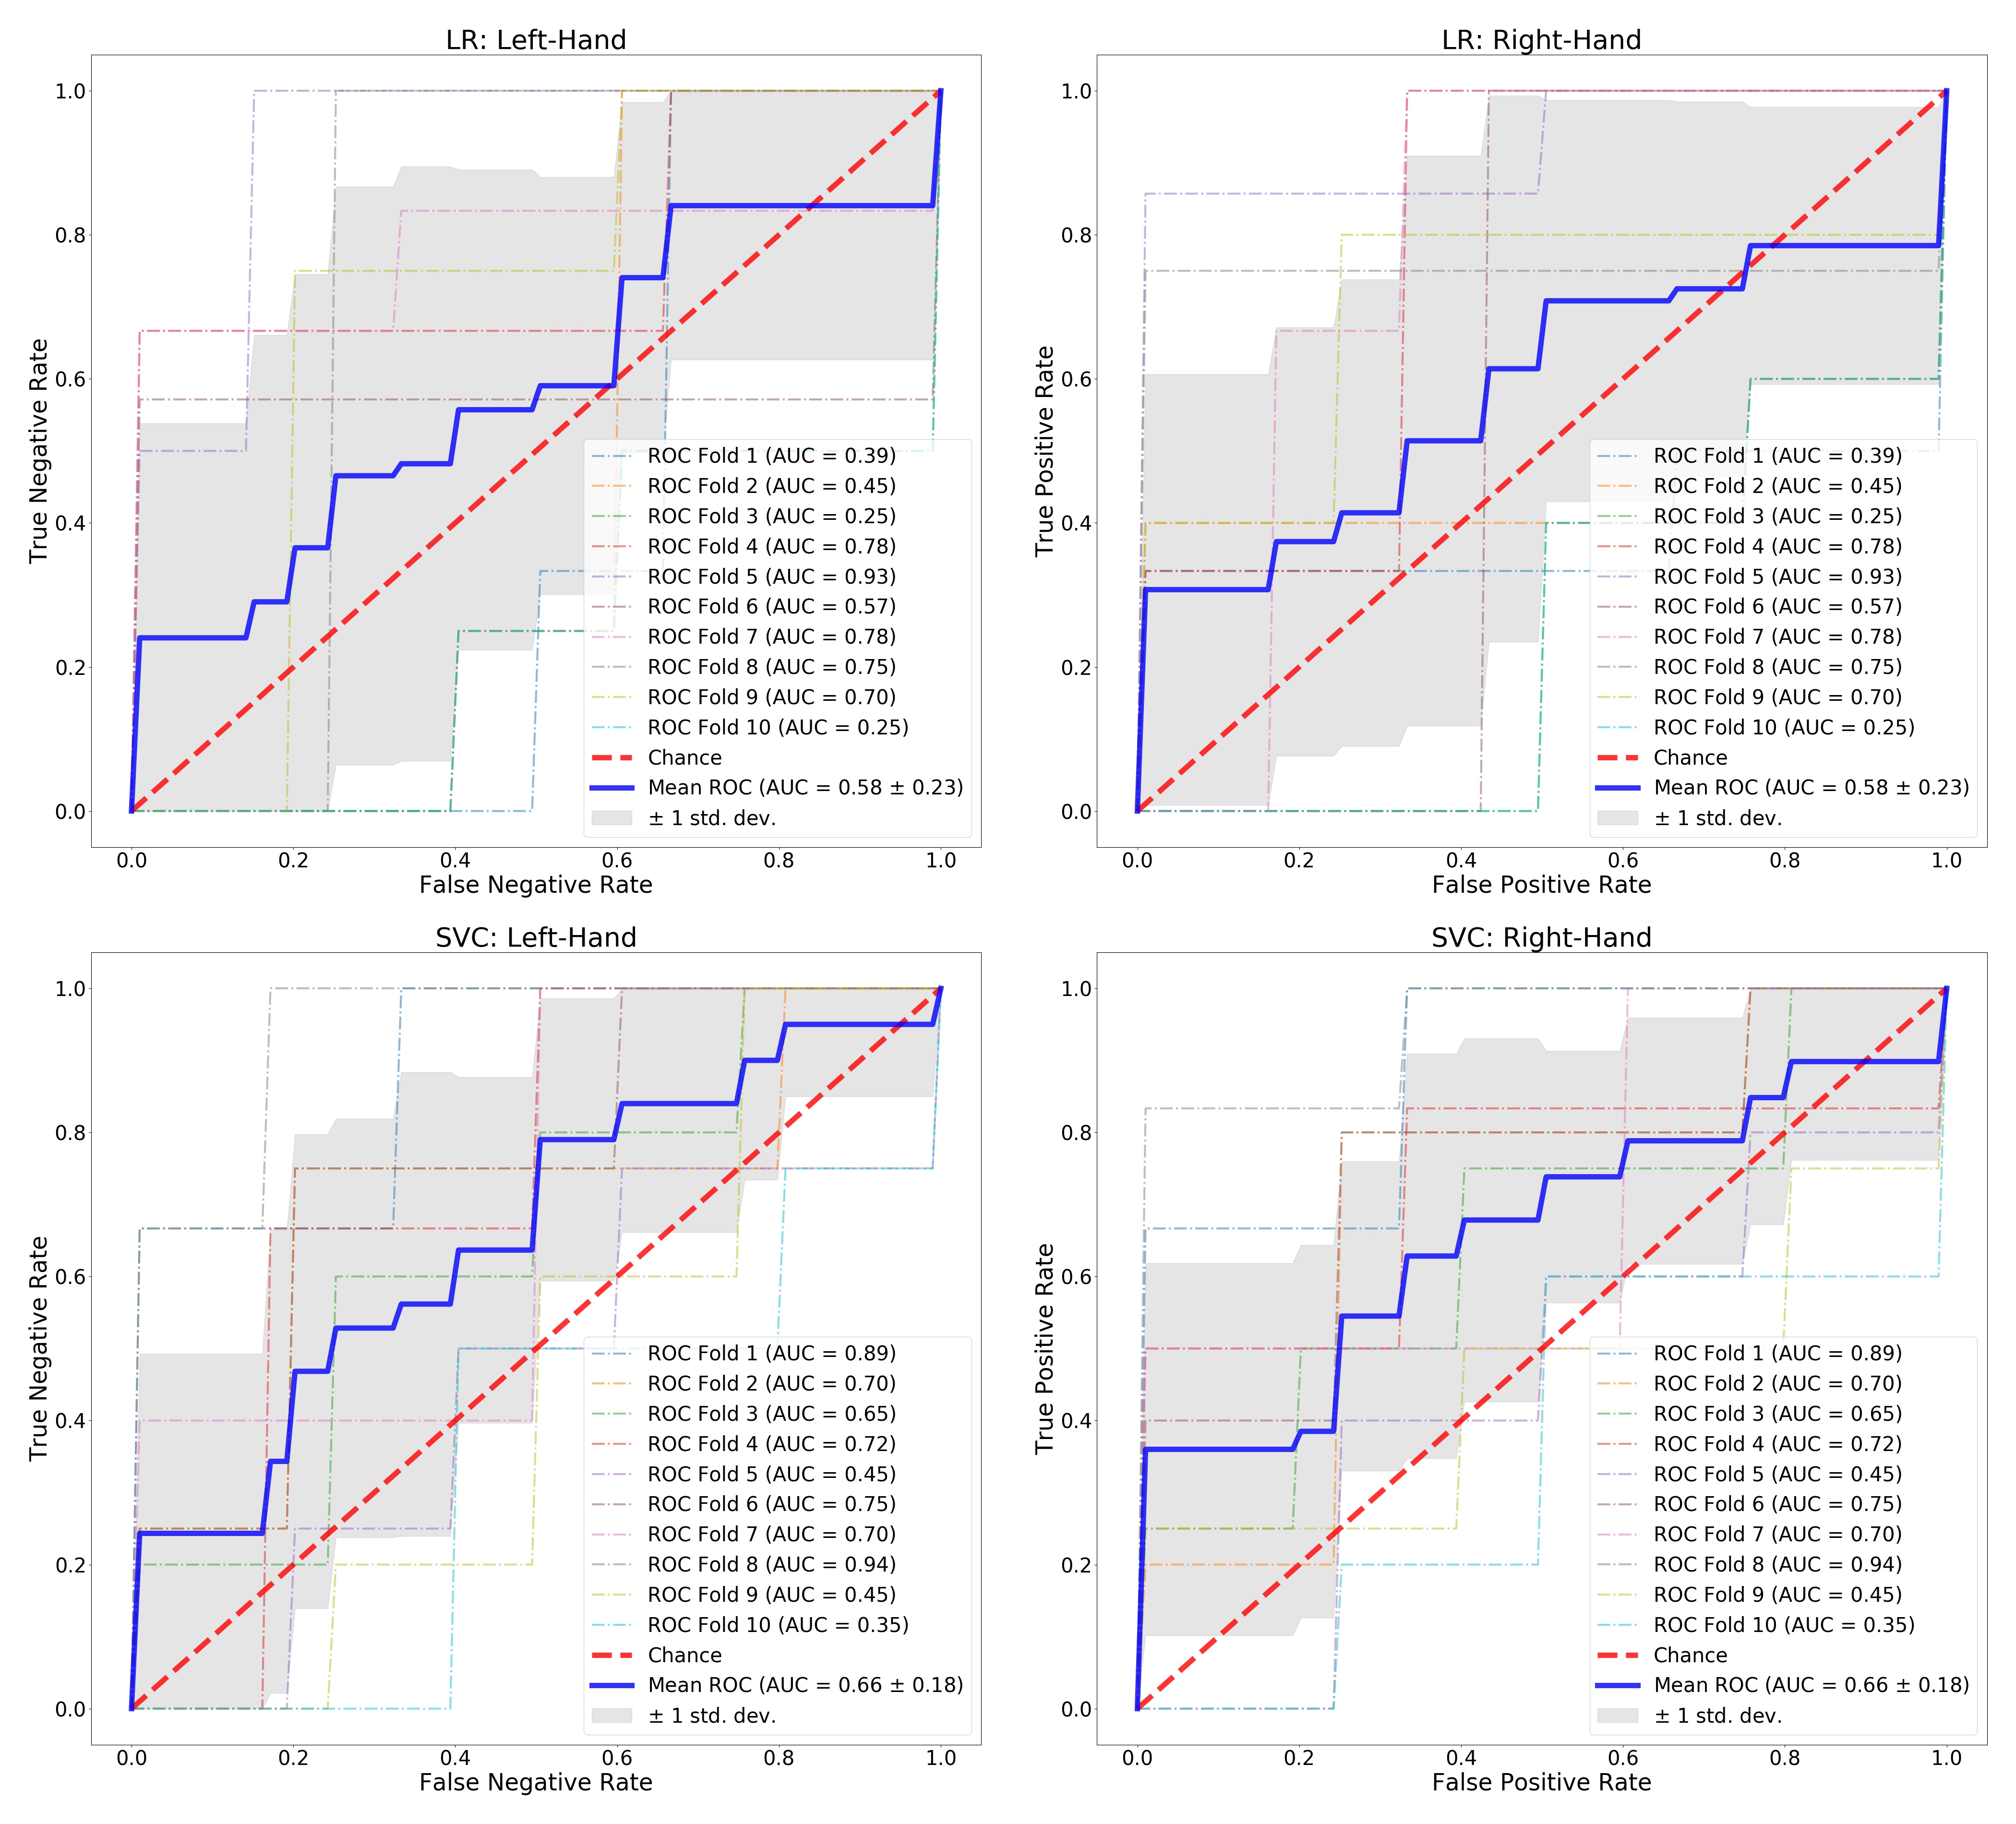 LR: Left-Hand
True Negative Rate
1.0
0.8
0.6
0.4
0.2
0.0
ROC Fold 1 (AUC = 0.39)
ROC Fold 2 (AUC = 0.45)
ROC Fold 3 (AUC = 0.25)
ROC Fold 4 (AUC = 0.78)
ROC Fold 5 (AUC = 0.93)
ROC Fold 6 (AUC = 0.57)
ROC Fold 7 (AUC = 0.78)
ROC Fold 8 (AUC = 0.75)
ROC Fold 9 (AUC = 0.70)
ROC Fold 10 (AUC = 0.25)
Chance
Mean ROC (AUC = 0.58 ± 0.23)
± 1 std. dev.
0.0 0.2 0.4 0.6 0.8 1.0
False Negative Rate
LR: Right-Hand
True Positive Rate
1.0
0.8
0.6
0.4
0.2
0.0
ROC Fold 1 (AUC = 0.39)
ROC Fold 2 (AUC = 0.45)
ROC Fold 3 (AUC = 0.25)
ROC Fold 4 (AUC = 0.78)
ROC Fold 5 (AUC = 0.93)
ROC Fold 6 (AUC = 0.57)
ROC Fold 7 (AUC = 0.78)
ROC Fold 8 (AUC = 0.75)
ROC Fold 9 (AUC = 0.70)
ROC Fold 10 (AUC = 0.25)
Chance
Mean ROC (AUC = 0.58 ± 0.23)
± 1 std. dev.
0.0 0.2 0.4 0.6 0.8 1.0
False Positive Rate
SVC: Left-Hand
True Negative Rate
1.0
0.8
0.6
0.4
0.2
0.0
ROC Fold 1 (AUC = 0.89)
ROC Fold 2 (AUC = 0.70)
ROC Fold 3 (AUC = 0.65)
ROC Fold 4 (AUC = 0.72)
ROC Fold 5 (AUC = 0.45)
ROC Fold 6 (AUC = 0.75)
ROC Fold 7 (AUC = 0.70)
ROC Fold 8 (AUC = 0.94)
ROC Fold 9 (AUC = 0.45)
ROC Fold 10 (AUC = 0.35)
Chance
Mean ROC (AUC = 0.66 ± 0.18)
± 1 std. dev.
0.0 0.2 0.4 0.6 0.8 1.0
False Negative Rate
SVC: Right-Hand
True Positive Rate
1.0
0.8
0.6
0.4
0.2
0.0
ROC Fold 1 (AUC = 0.89)
ROC Fold 2 (AUC = 0.70)
ROC Fold 3 (AUC = 0.65)
ROC Fold 4 (AUC = 0.72)
ROC Fold 5 (AUC = 0.45)
ROC Fold 6 (AUC = 0.75)
ROC Fold 7 (AUC = 0.70)
ROC Fold 8 (AUC = 0.94)
ROC Fold 9 (AUC = 0.45)
ROC Fold 10 (AUC = 0.35)
Chance
Mean ROC (AUC = 0.66 ± 0.18)
± 1 std. dev.
0.0 0.2 0.4 0.6 0.8 1.0
False Positive Rate